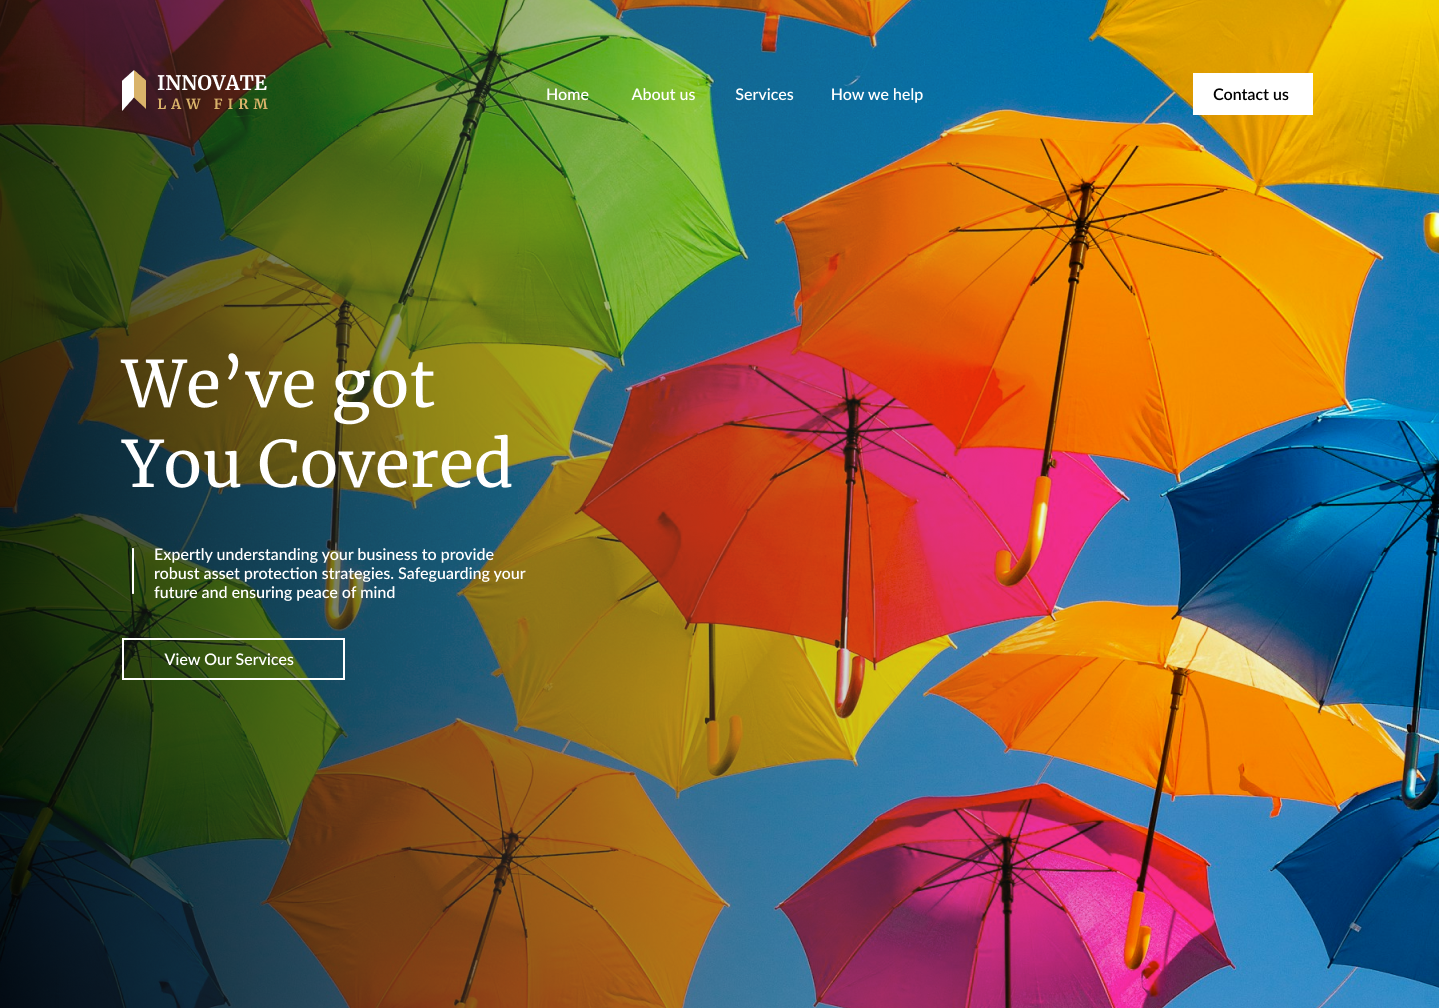 INNOVATE
LAW FIRM
Home
About us
Services
How we help
Contact us
We’ve got
You Covered
Expertly understanding your business to provide
robust asset protection strategies. Safeguarding your
future and ensuring peace of mind
View Our Services